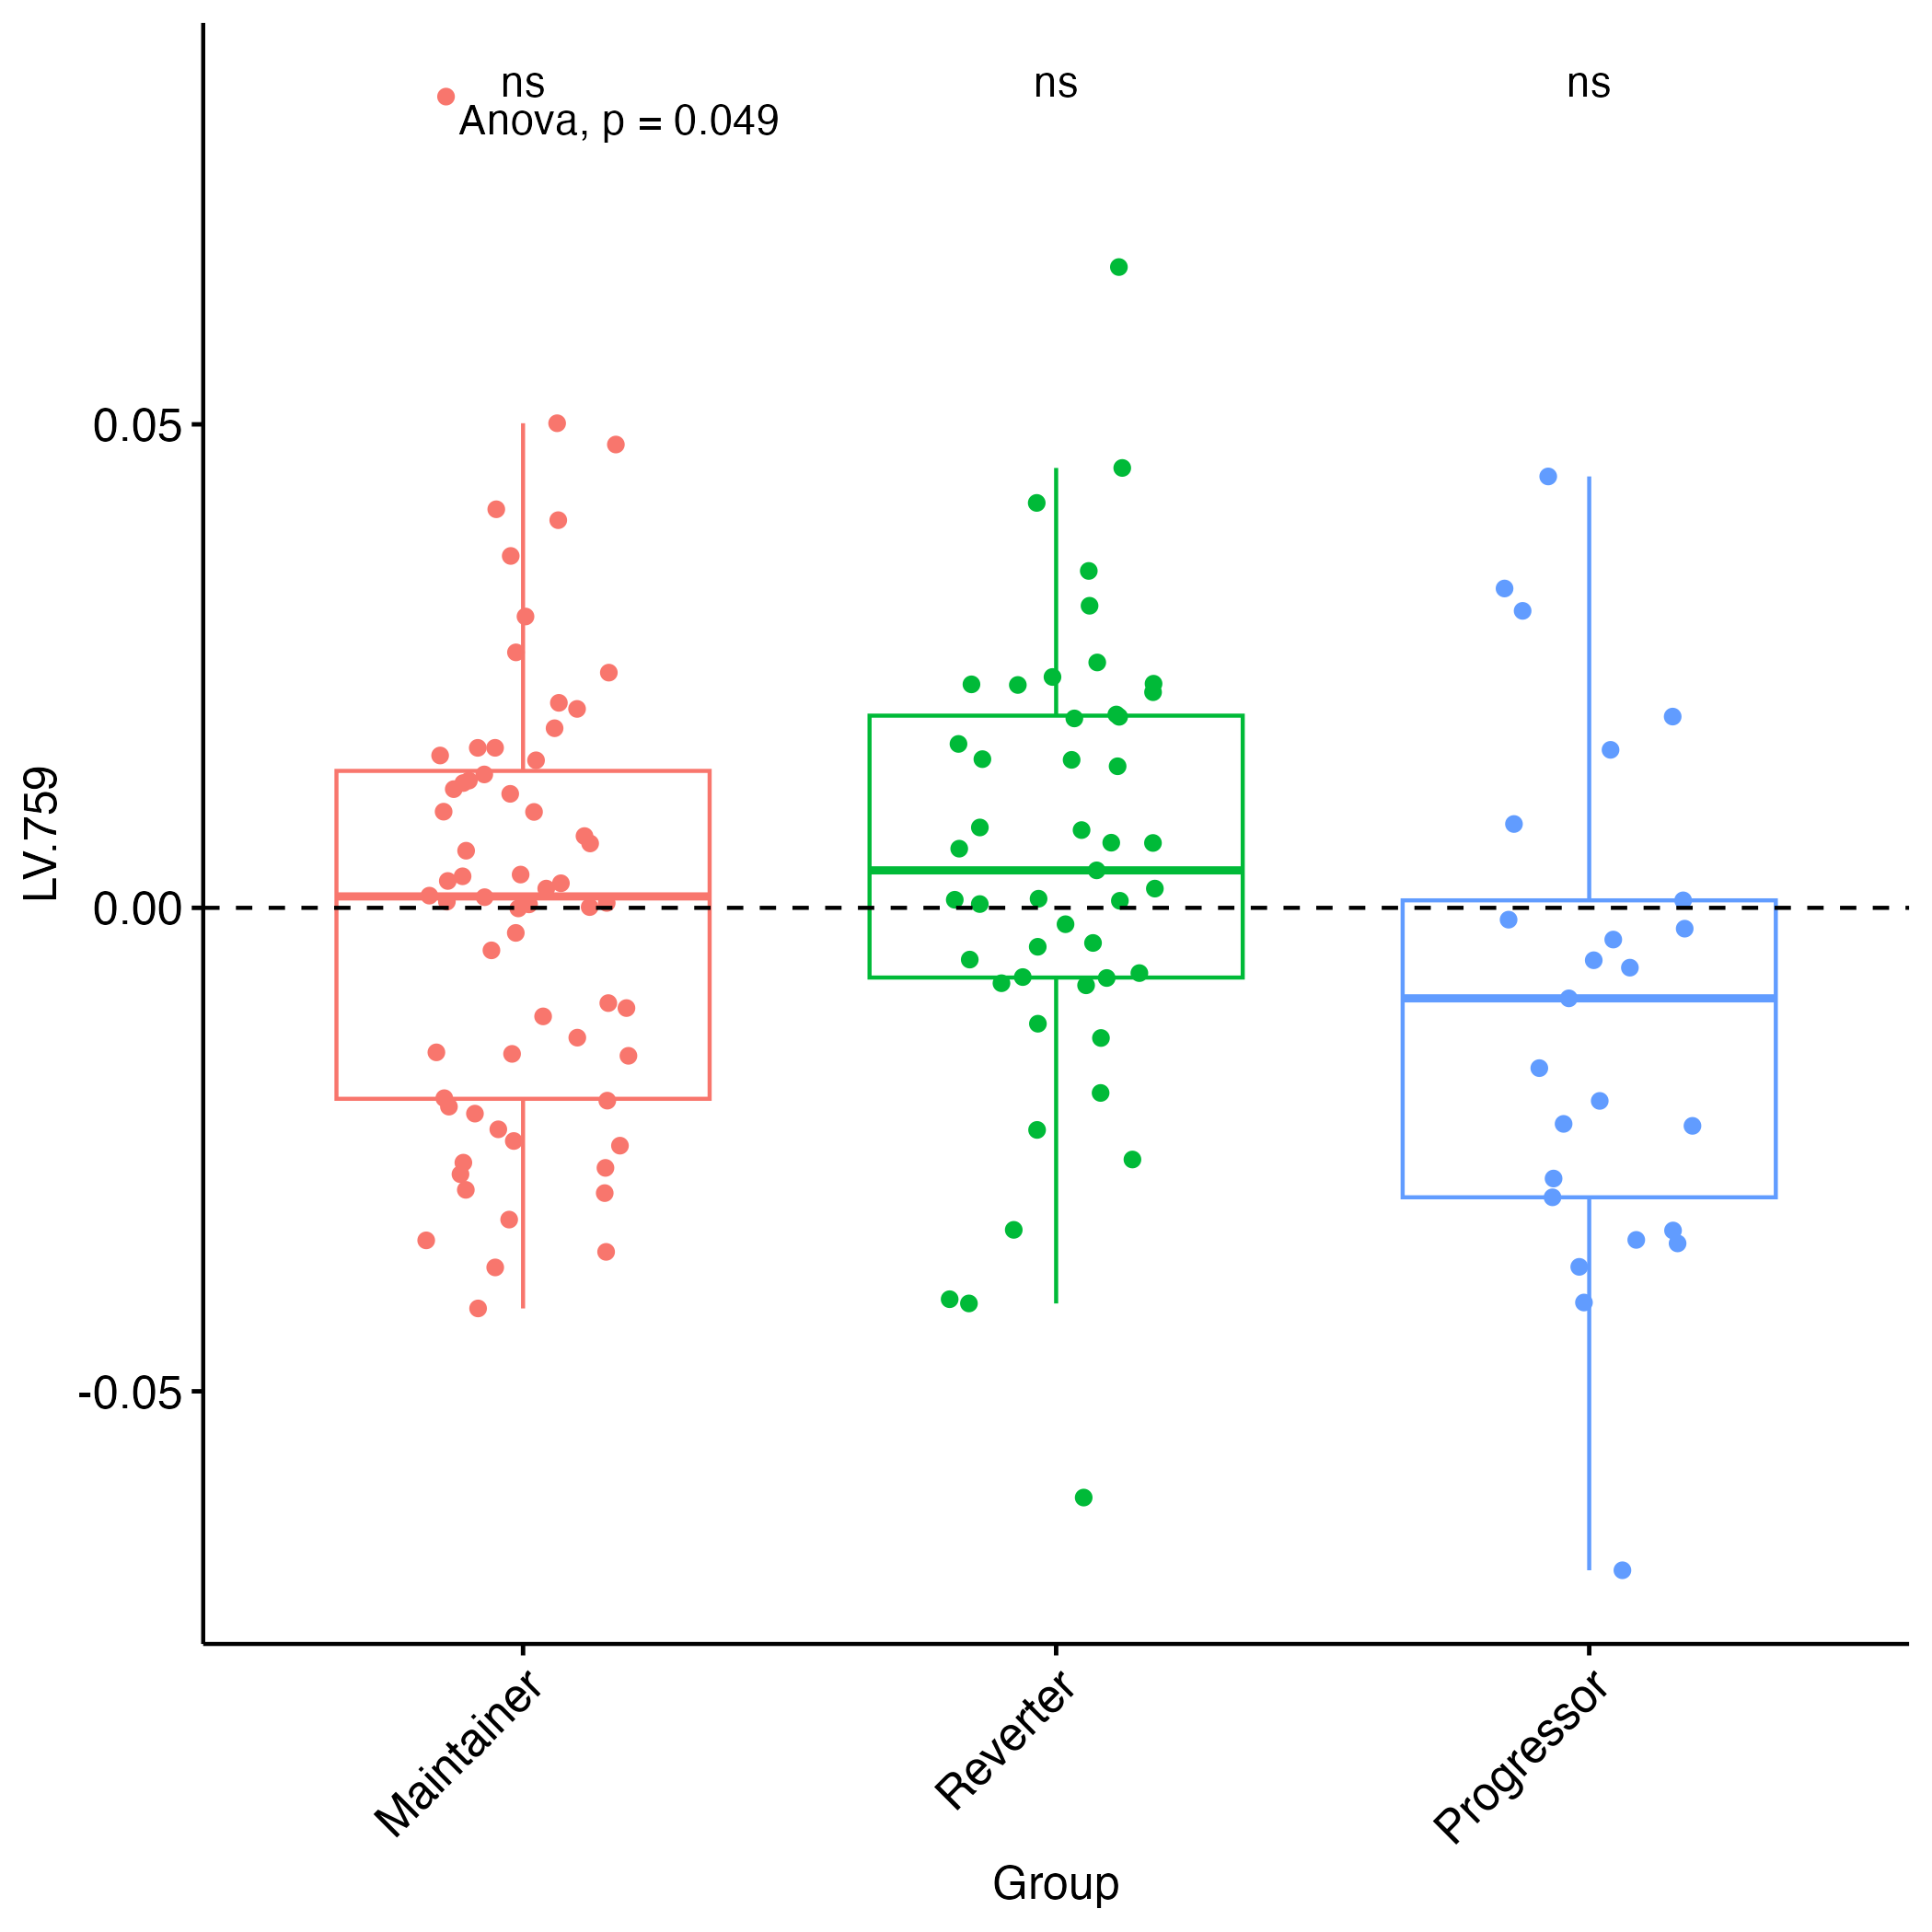 ns ns ns
Anova, p = 0.049
0.05
0.00
-0.05
LV.759
Maintainer Reverter Progressor
Group